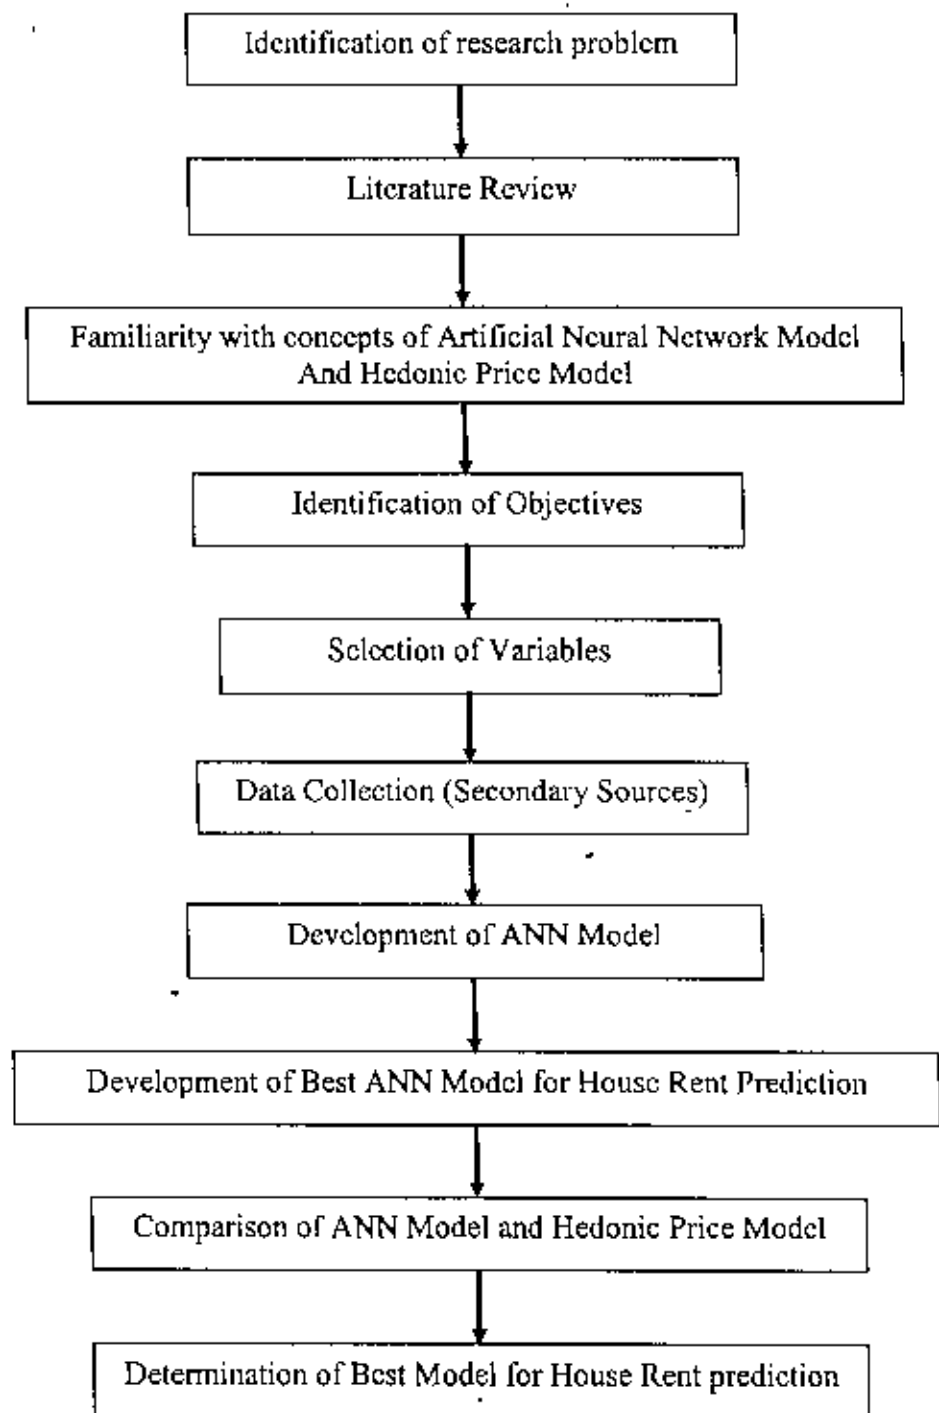 Identification of research problem
Literature Review
Familiarity with concepts of Artificial Neural Network Model
And Hedonic Price Model
Identification of Objectives
Selection of Variables
Data Collection (Secondary Sources)
Development of ANN Model
Development of Best ANN Model for House Rent Prediction
Comparison of ANN Model and Hedonic Price Model
Determination of Best Model for House Rent prediction